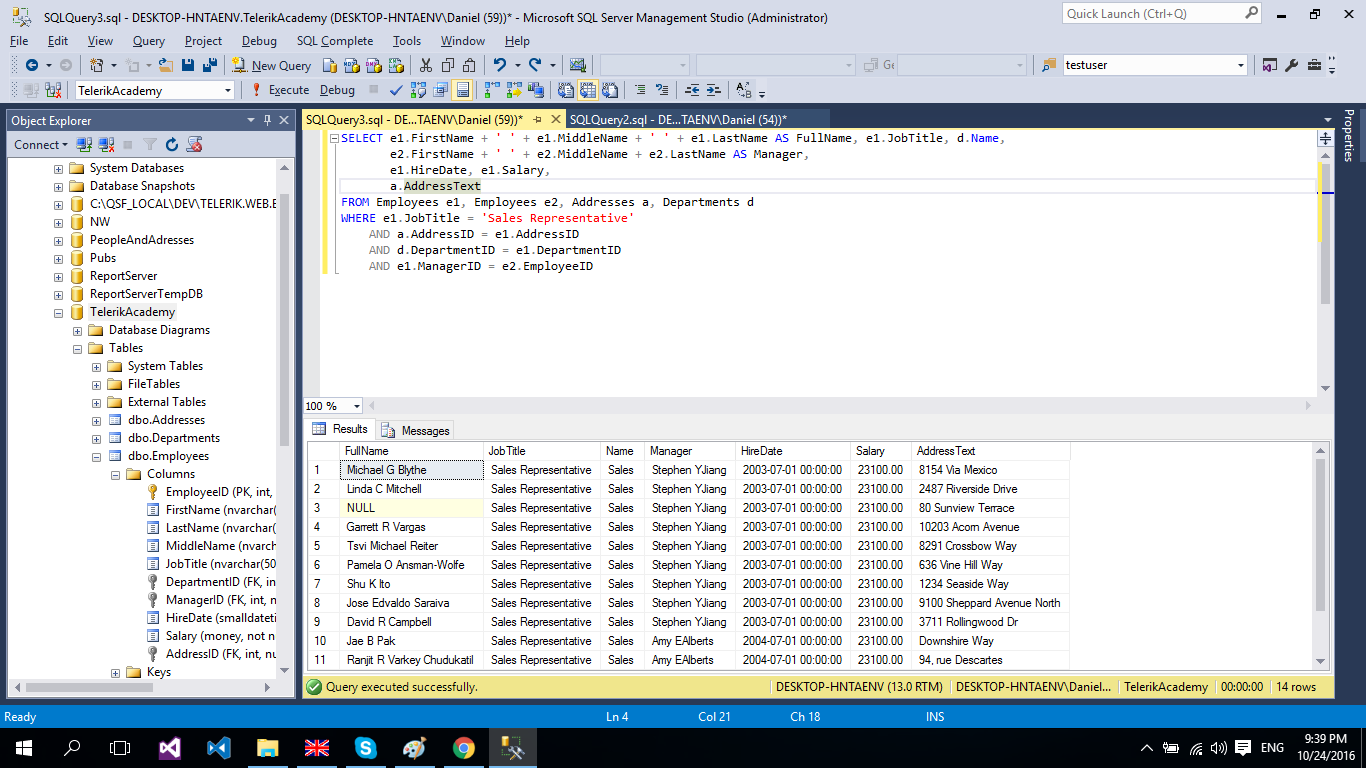 SQLQuery3.sql - DESKTOP-HNTAENV.TelerikAcademy (DESKTOP-HNTAENV\Daniel (59))* - Microsoft SQL Server Management Studio (Administrator)
Quick Launch (Ctrl+Q)
File Edit View Query Project Debug SQL Complete Tools Window Help
New Query
testuser
TelerikAcademy
Execute Debug
Object Explorer
Connect
System Databases
Database Snapshots
C:\QSF_LOCAL\DEV\TELERIK.WEB.E
NW
PeopleAndAdresses
Pubs
ReportServer
ReportServerTempDB
TelerikAcademy
Database Diagrams
Tables
System Tables
FileTables
External Tables
dbo.Addresses
dbo.Departments
dbo.Employees
Columns
EmployeeID (PK, int,
FirstName (nvarchar(
LastName (nvarchar(
MiddleName (nvarch
JobTitle (nvarchar(50
DepartmentID (FK, in
ManagerID (FK, int, n
HireDate (smalldateti
Salary (money, not n
AddressID (FK, int, nu
Keys
SQLQuery3.sql - DE...TAENV\Daniel (59))* SQLQuery2.sql - DE...TAENV\Daniel (54))*
SELECT e1.FirstName + ' ' + e1.MiddleName + ' ' + e1.LastName AS FullName, e1.JobTitle, d.Name,
e2.FirstName + ' ' + e2.MiddleName + e2.LastName AS Manager,
e1.HireDate, e1.Salary,
a.AddressText
FROM Employees e1, Employees e2, Addresses a, Departments d
WHERE e1.JobTitle = 'Sales Representative'
AND a.AddressID = e1.AddressID
AND d.DepartmentID = e1.DepartmentID
AND e1.ManagerID = e2.EmployeeID
Properties
100 %
Results Messages
FullName JobTitle Name Manager HireDate Salary AddressText
1 Michael G Blythe Sales Representative Sales Stephen YJiang 2003-07-01 00:00:00 23100.00 8154 Via Mexico
2 Linda C Mitchell Sales Representative Sales Stephen YJiang 2003-07-01 00:00:00 23100.00 2487 Riverside Drive
3 NULL Sales Representative Sales Stephen YJiang 2003-07-01 00:00:00 23100.00 80 Sunview Terrace
4 Garrett R Vargas Sales Representative Sales Stephen YJiang 2003-07-01 00:00:00 23100.00 10203 Acorn Avenue
5 Tsvi Michael Reiter Sales Representative Sales Stephen YJiang 2003-07-01 00:00:00 23100.00 8291 Crossbow Way
6 Pamela O Ansman-Wolfe Sales Representative Sales Stephen YJiang 2003-07-01 00:00:00 23100.00 636 Vine Hill Way
7 Shu K Ito Sales Representative Sales Stephen YJiang 2003-07-01 00:00:00 23100.00 1234 Seaside Way
8 Jose Edvaldo Saraiva Sales Representative Sales Stephen YJiang 2003-07-01 00:00:00 23100.00 9100 Sheppard Avenue North
9 David R Campbell Sales Representative Sales Stephen YJiang 2003-07-01 00:00:00 23100.00 3711 Rollingwood Dr
10 Jae B Pak Sales Representative Sales Amy EAlberts 2004-07-01 00:00:00 23100.00 Downshire Way
11 Ranjit R Varkey Chudukatil Sales Representative Sales Amy EAlberts 2004-07-01 00:00:00 23100.00 94, rue Descartes
Query executed successfully. DESKTOP-HNTAENV (13.0 RTM) DESKTOP-HNTAENV\Daniel... TelerikAcademy 00:00:00 14 rows
Ready Ln 4 Col 21 Ch 18 INS
ENG
9:39 PM
10/24/2016